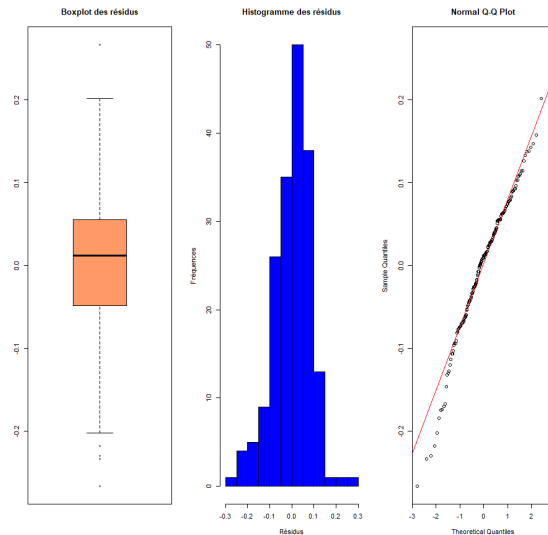 Boxplot des résidus
0.2
0.1
0.0
-0.1
-0.2
Histogramme des résidus
50
40
30
20
10
0
Fréquences
-0.3 -0.2 -0.1 0.0 0.1 0.2 0.3
Résidus
Normal Q-Q Plot
0.2
0.1
0.0
-0.1
-0.2
Sample Quantiles
-3 -2 -1 0 1 2
Theoretical Quantiles